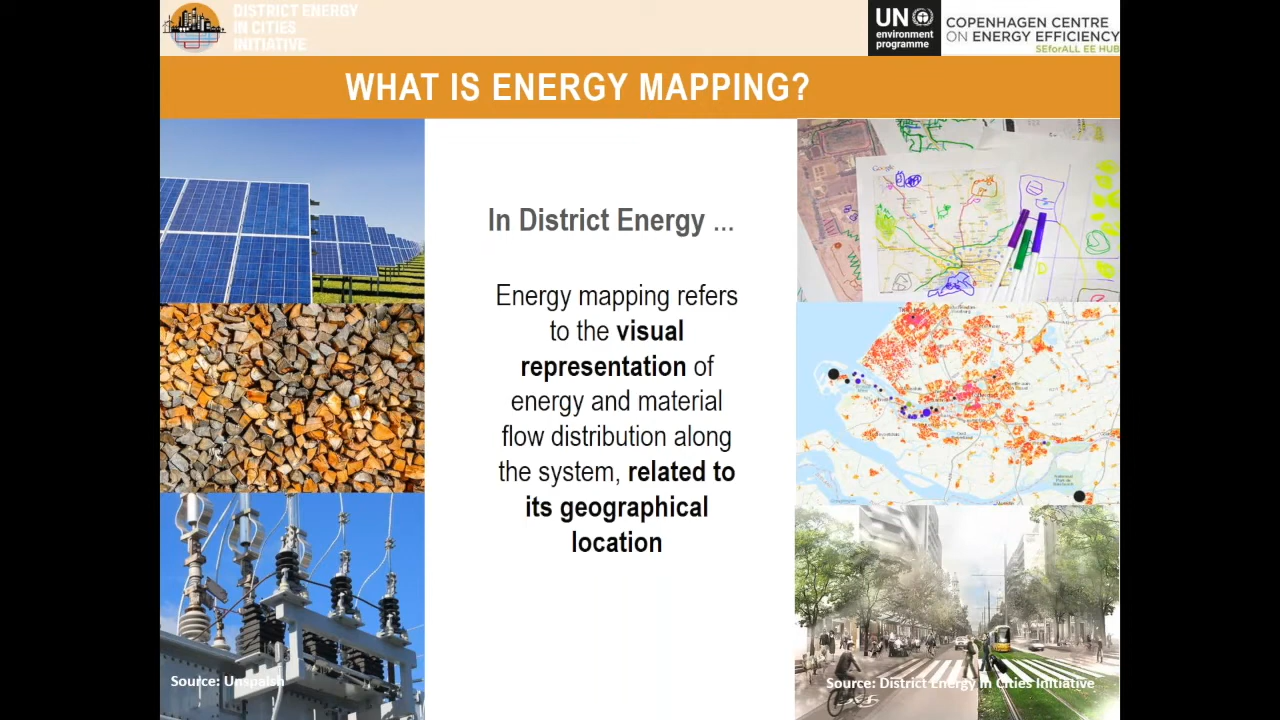 DISTRICT ENERGY
IN CITIES
INITIATIVE
UN
environment
programme
COPENHAGEN CENTRE
ON ENERGY EFFICIENCY
SEforALL EE HUB
WHAT IS ENERGY MAPPING?
In District Energy ...
Energy mapping refers
to the visual
representation of
energy and material
flow distribution along
the system, related to
its geographical
location
Google
Source: Unspalsh
Source: District Energy in Cities Initiative